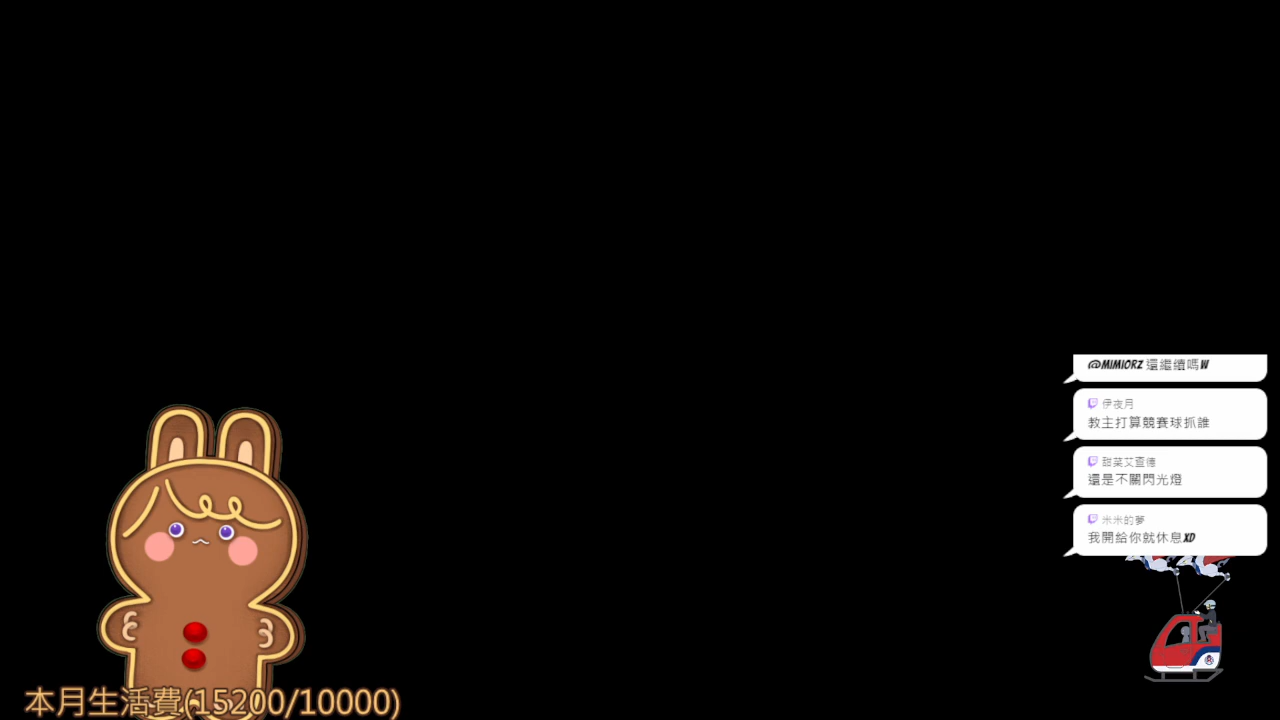 @MIMIORZ 還繼續嗎W
伊夜月
教主打算競賽球抓誰
甜菜艾查德
還是不關閃光燈
米米的夢
我開給你就休息XD
本月生活費(15200/10000)